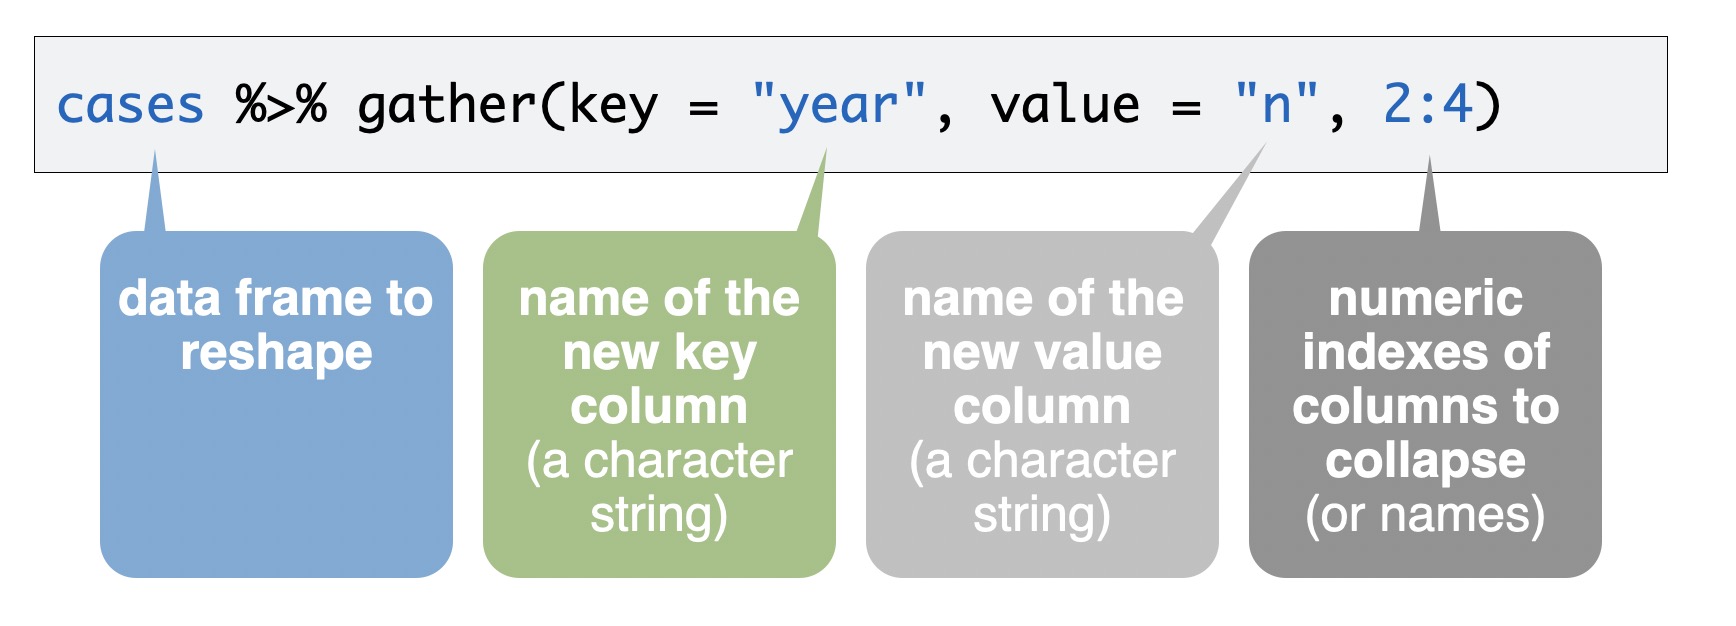 cases %>% gather(key = "year", value = "n", 2:4)
data frame to
reshape
name of the
new key
column
(a character
string)
name of the
new value
column
(a character
string)
numeric
indexes of
columns to
collapse
(or names)